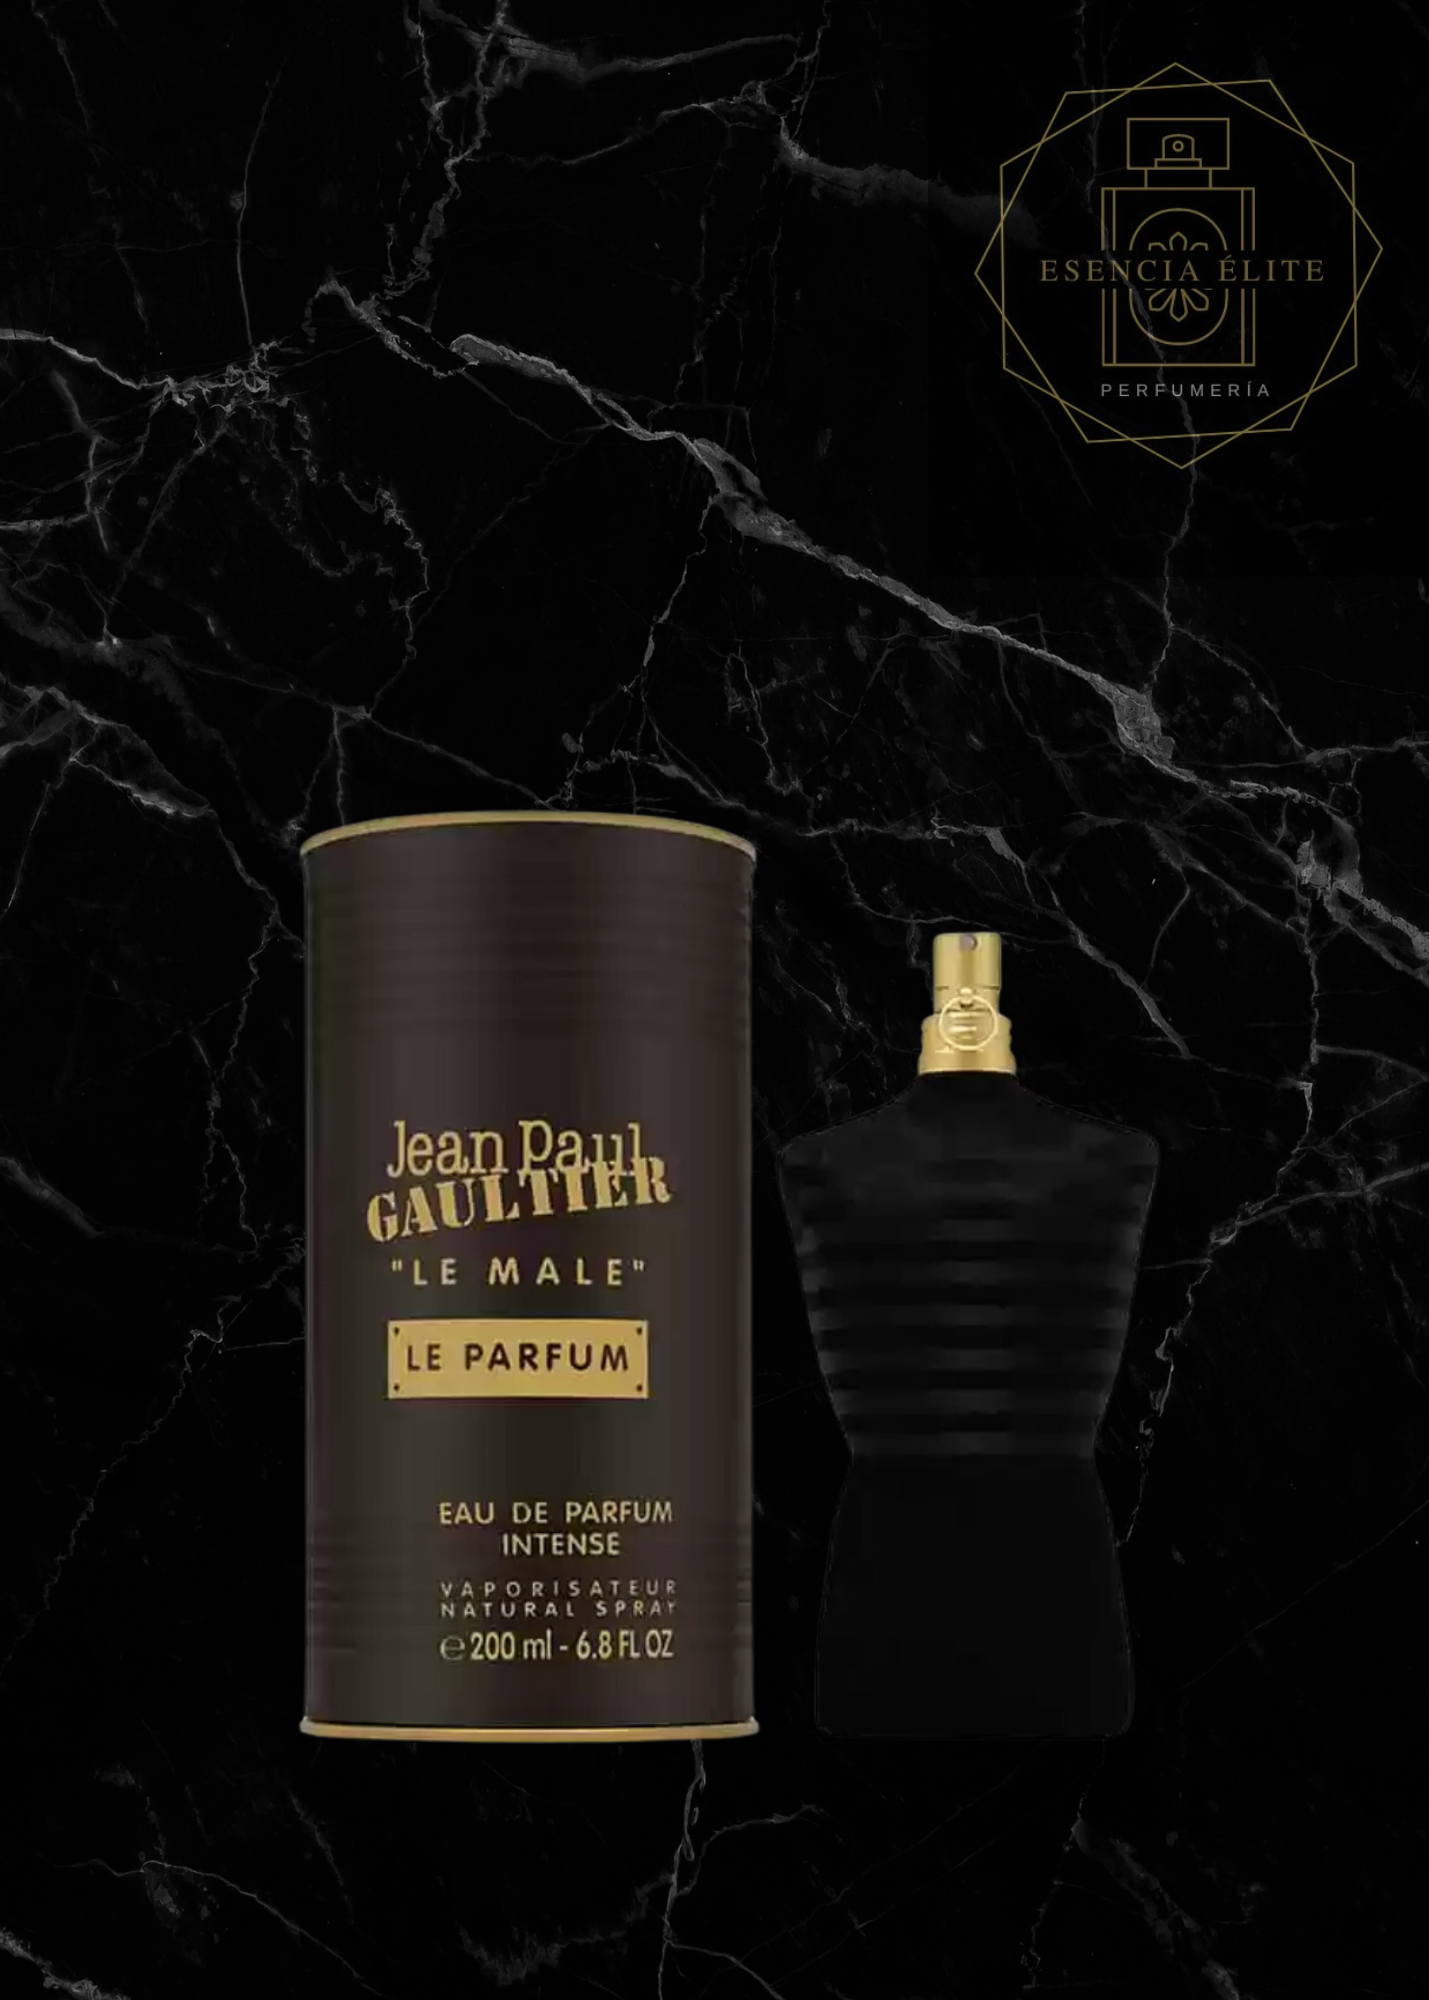 ESENCIA ÉLITE
PERFUMERÍA
Jean Paul
GAULTIER
"LE MALE"
LE PARFUM
EAU DE PARFUM
INTENSE
VAPORISATEUR
NATURAL SPRAY
℮ 200 ml - 6.8 FL OZ